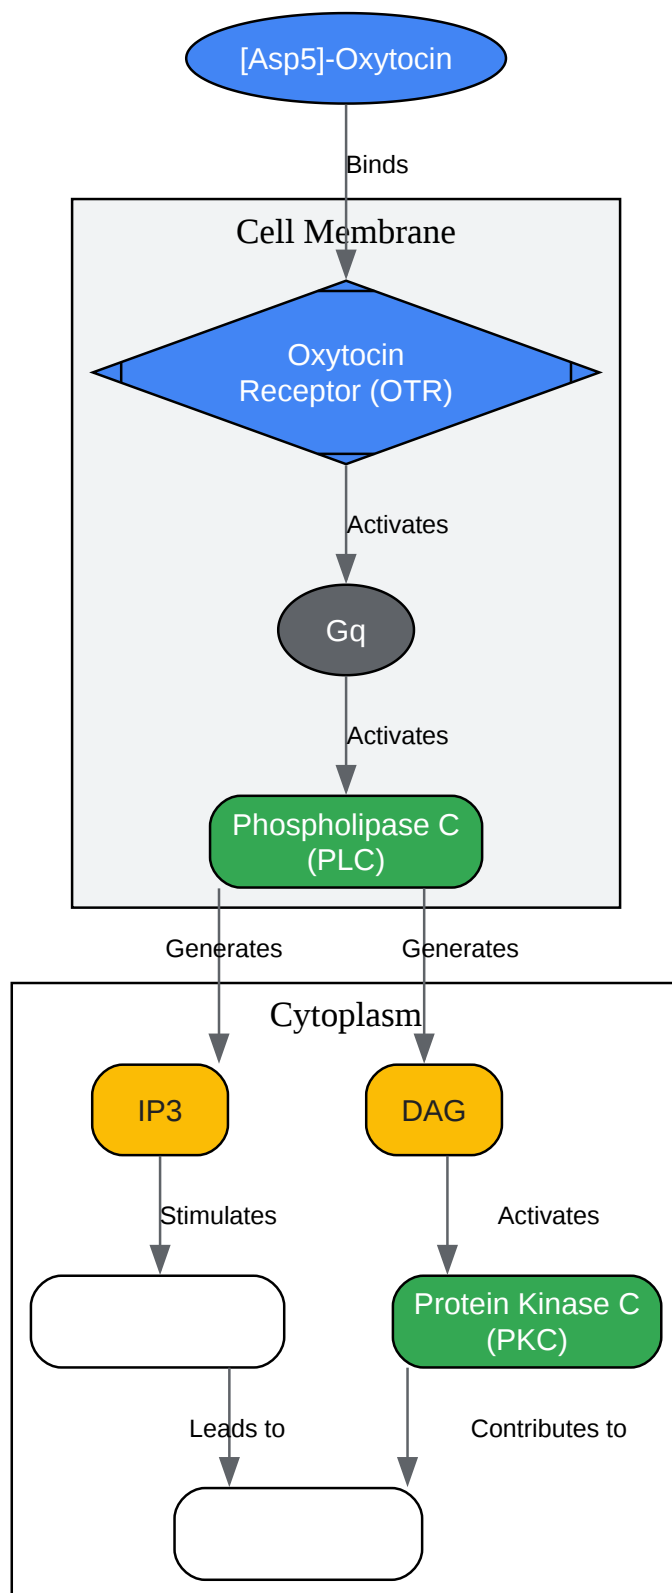 [Asp5]-Oxytocin
Binds
Cell Membrane
Oxytocin
Receptor (OTR)
Activates
Gq
Activates
Phospholipase C
(PLC)
Generates
Generates
Cytoplasm
IP3
DAG
Stimulates
Activates
Protein Kinase C
(PKC)
Leads to
Contributes to